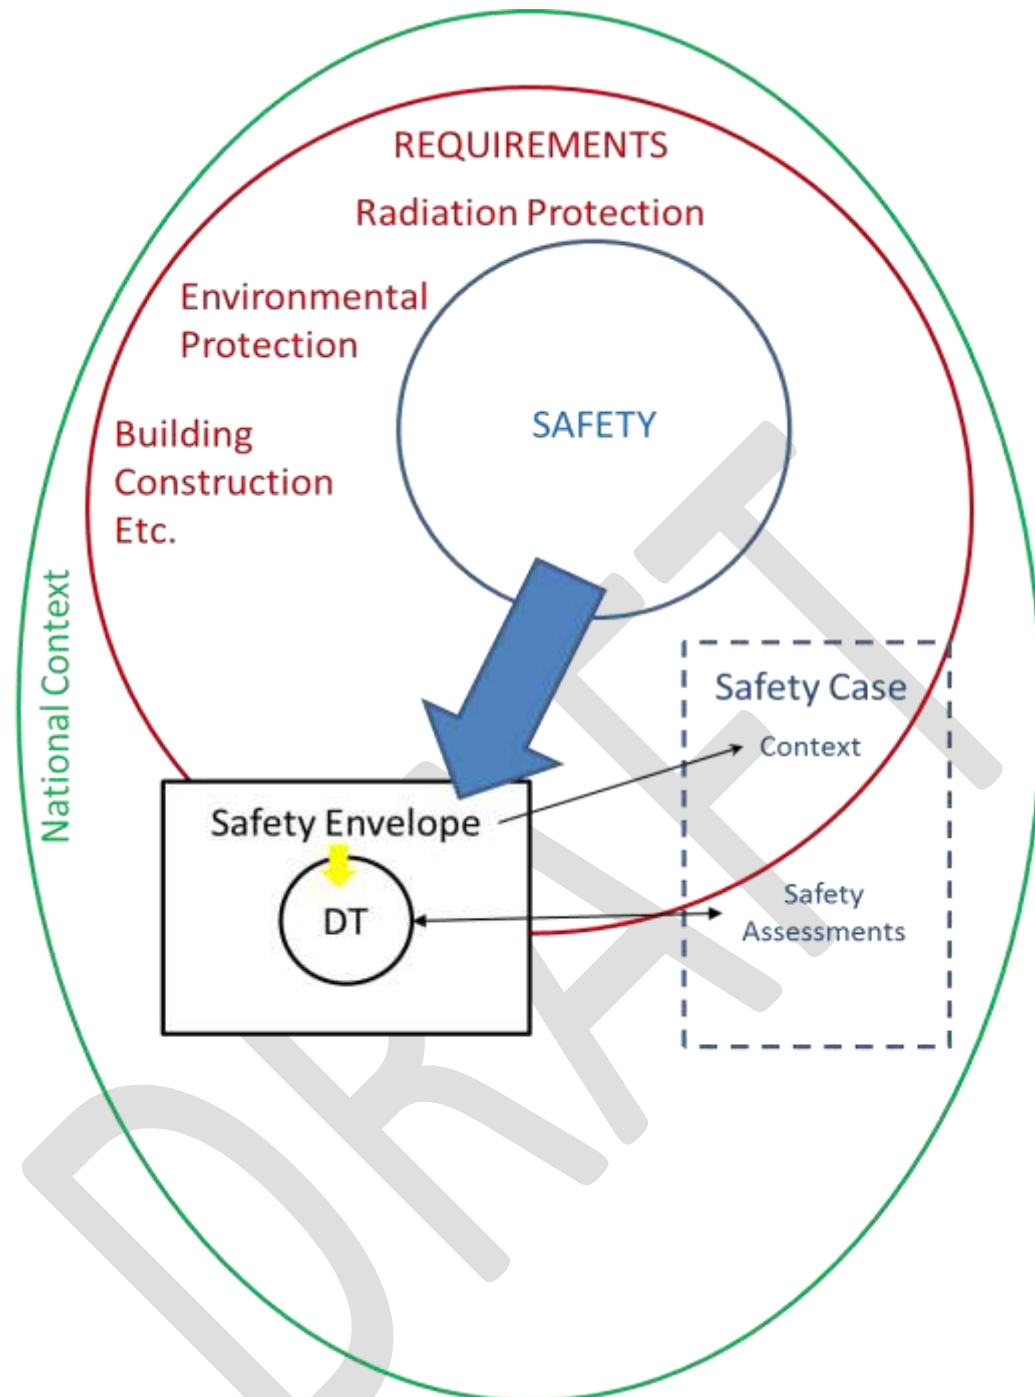 REQUIREMENTS
Radiation Protection
Environmental
Protection
SAFETY
Building
Construction
Etc.
National Context
Safety Case
Context
Safety Envelope
DT
Safety
Assessments
DRAFT